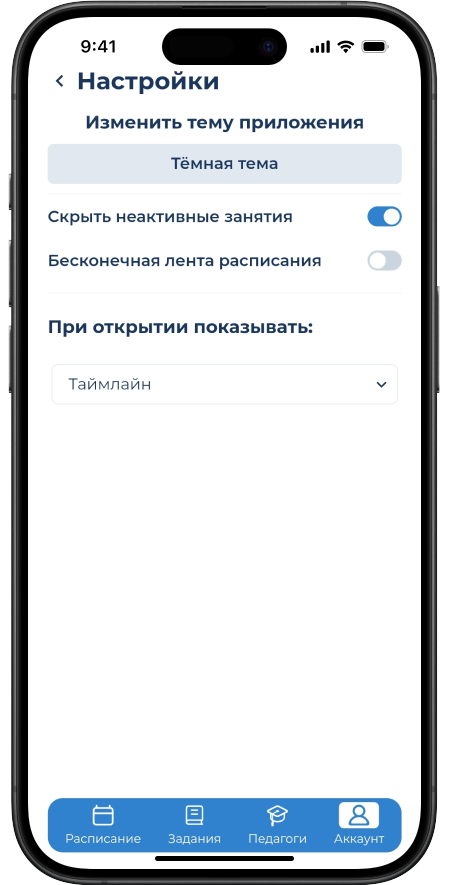 9:41
Настройки
Изменить тему приложения
Тёмная тема
Скрыть неактивные занятия
Бесконечная лента расписания
При открытии показывать:
Таймлайн
Расписание Задания Педагоги Аккаунт